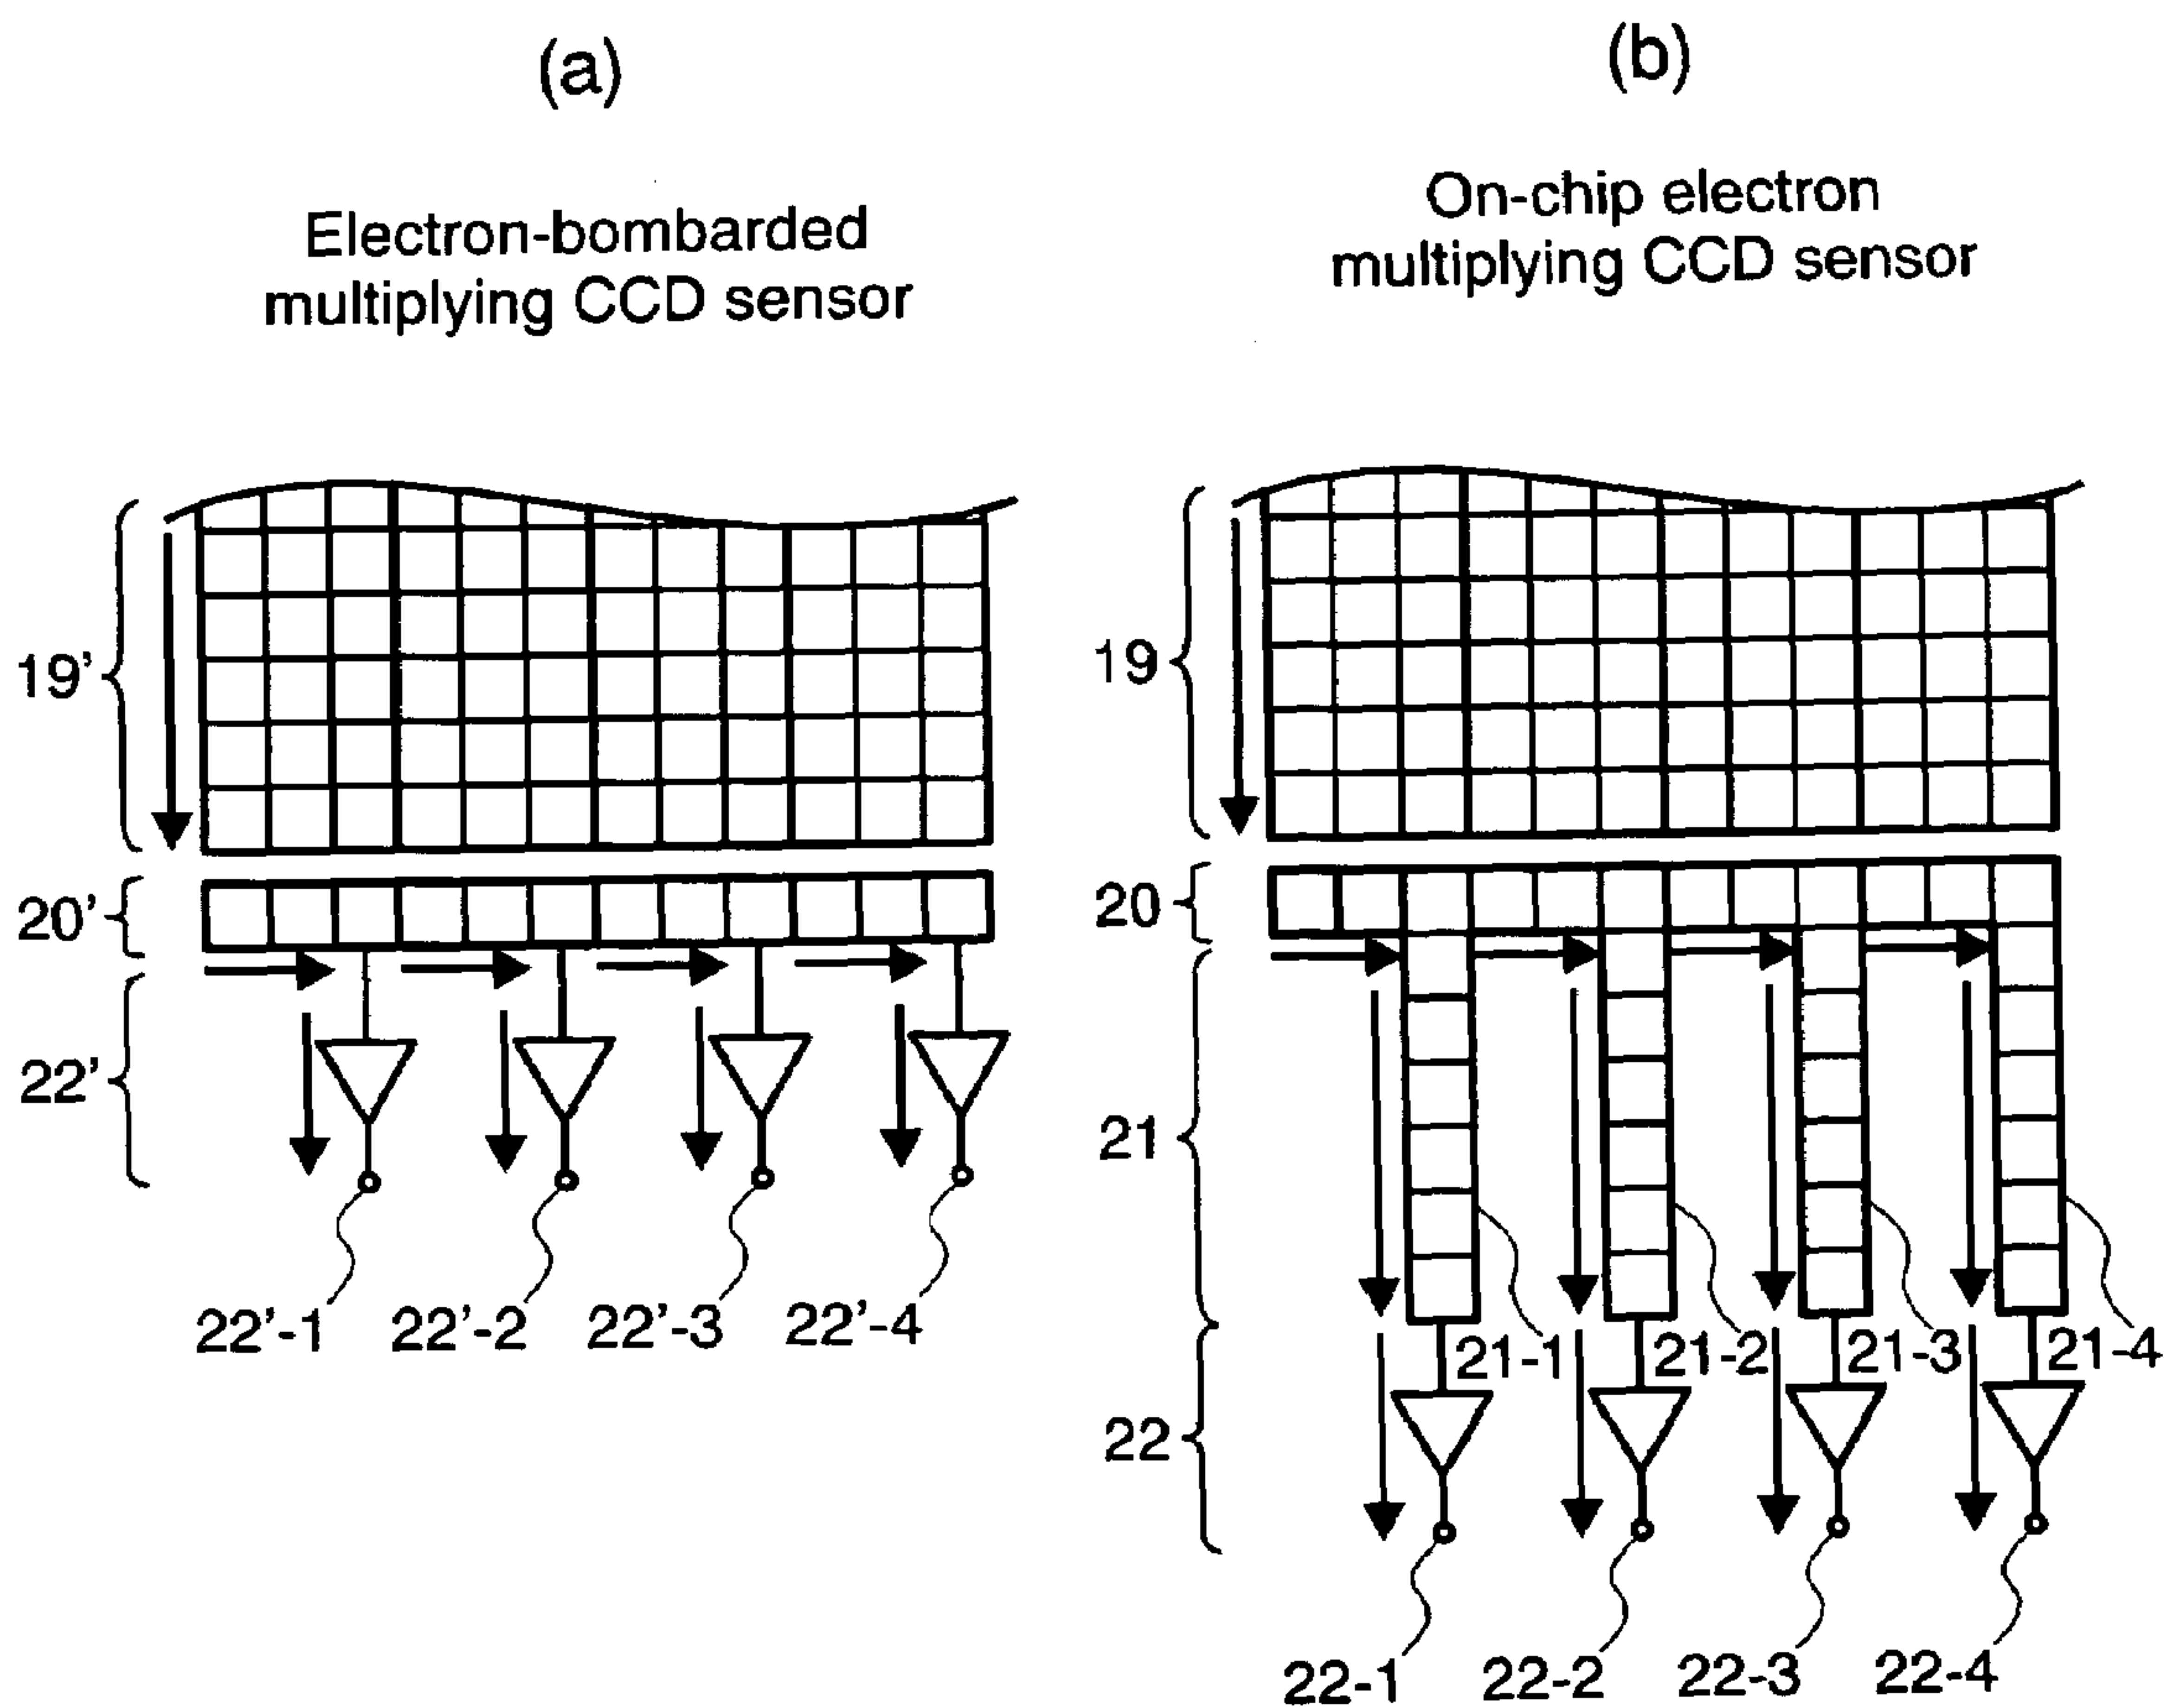 (a)
Electron-bombarded
multiplying CCD sensor
19'
20'
22'
22'-1 22'-2 22'-3 22'-4
(b)
On-chip electron
multiplying CCD sensor
19
20
21
21-1 21-2 21-3 21-4
22
22-1 22-2 22-3 22-4